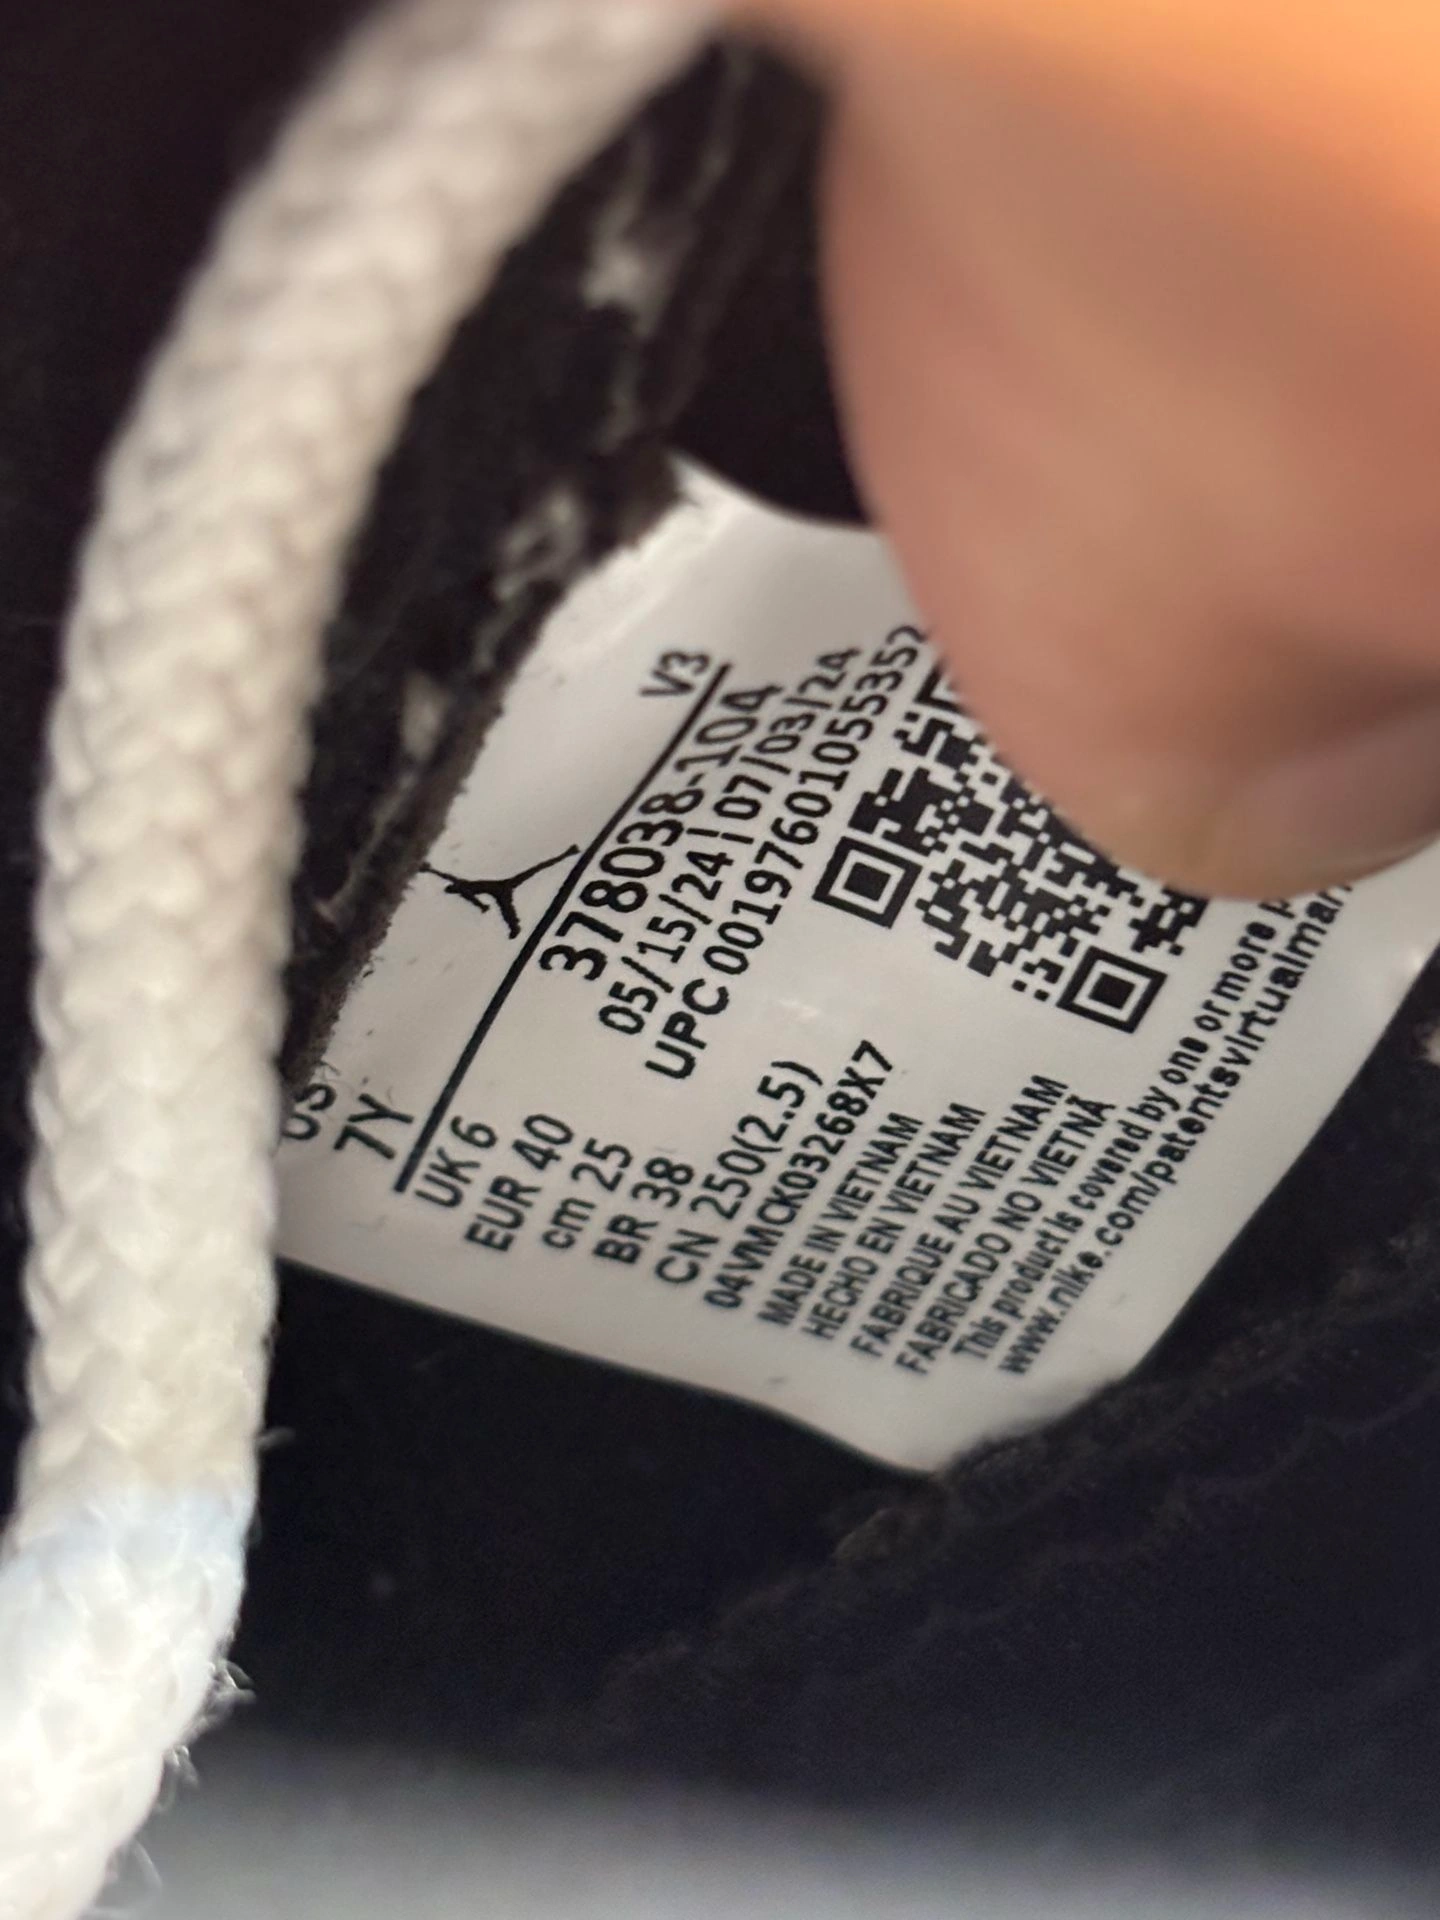 V3
US
7Y
378038-104
05/15/24 | 07/03/24
UPC 00197601055352
UK 6
EUR 40
cm 25
BR 38
CN 250(2.5)
04VMCK03268X7
MADE IN VIETNAM
HECHO EN VIETNAM
FABRIQUE AU VIETNAM
FABRICADO NO VIETNÃ
This product is covered by one or more
www.nike.com/patentsvirtualmar